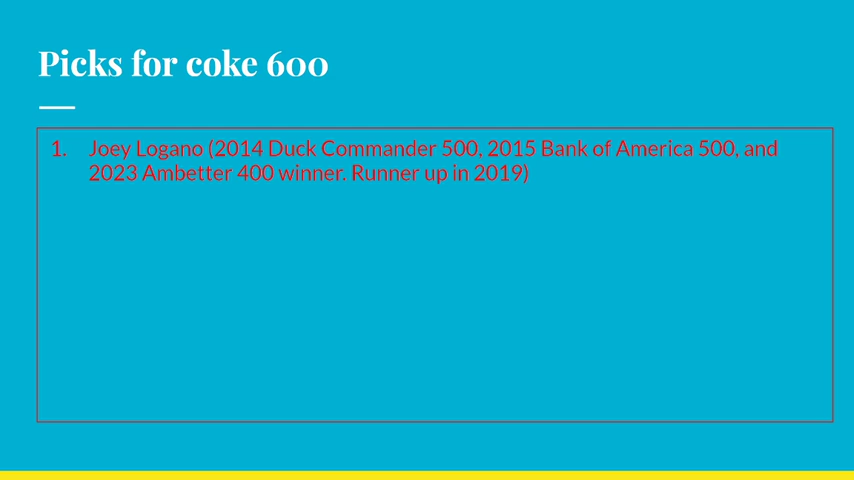 Picks for coke 600
1. Joey Logano (2014 Duck Commander 500, 2015 Bank of America 500, and
2023 Ambetter 400 winner. Runner up in 2019)